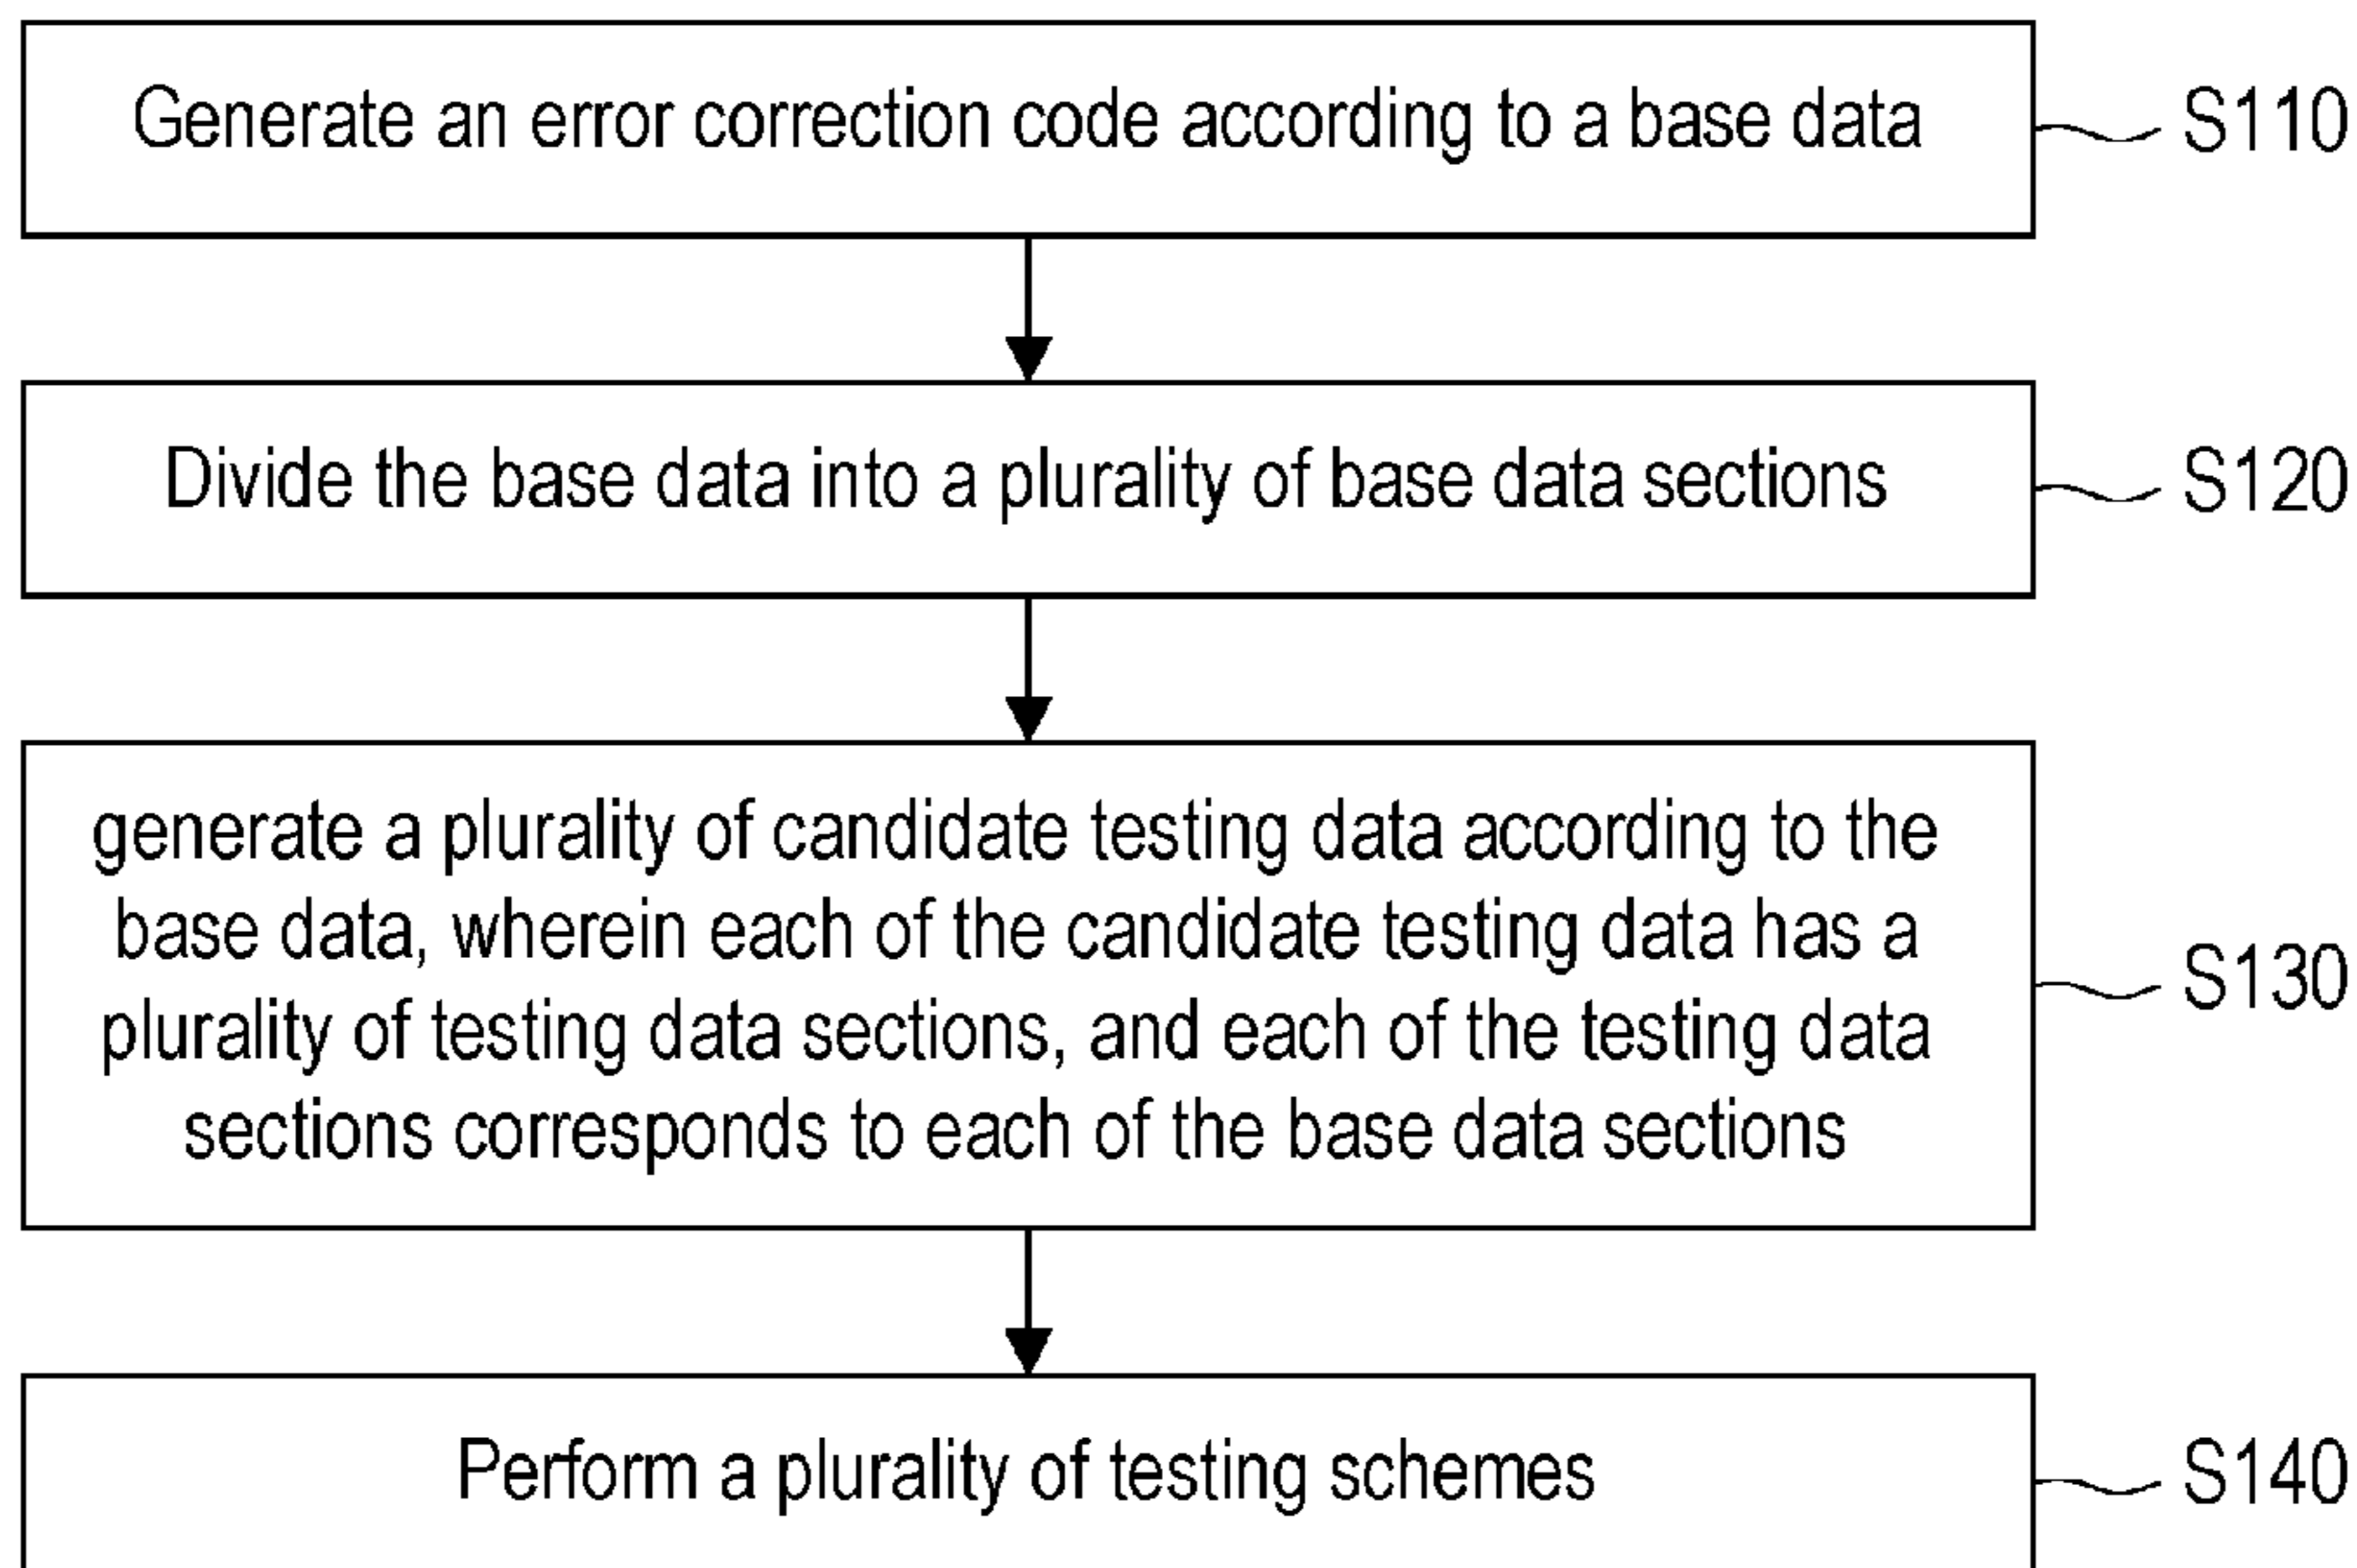 Generate an error correction code according to a base data
S110
Divide the base data into a plurality of base data sections
S120
generate a plurality of candidate testing data according to the
base data, wherein each of the candidate testing data has a
plurality of testing data sections, and each of the testing data
sections corresponds to each of the base data sections
S130
Perform a plurality of testing schemes
S140